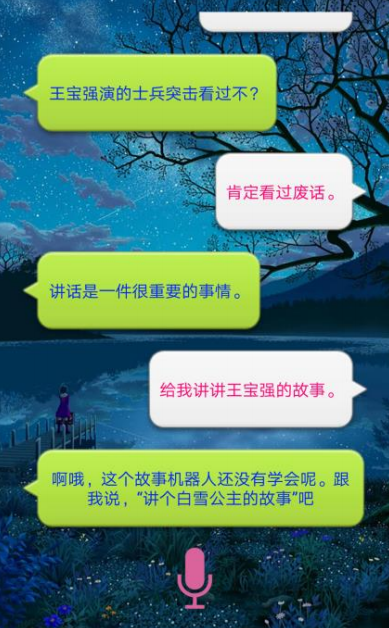 王宝强演的士兵突击看过不？
肯定看过废话。
讲话是一件很重要的事情。
给我讲讲王宝强的故事。
啊哦，这个故事机器人还没有学会呢。跟
我说，“讲个白雪公主的故事”吧